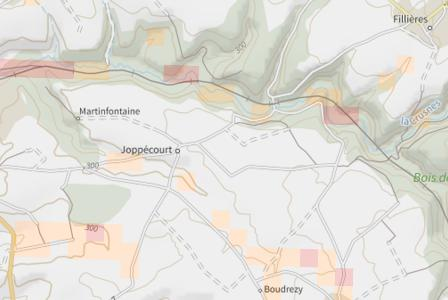 Fillières
300
la crusnes
Martinfontaine
Joppécourt
300
Bois de
300
Boudrezy